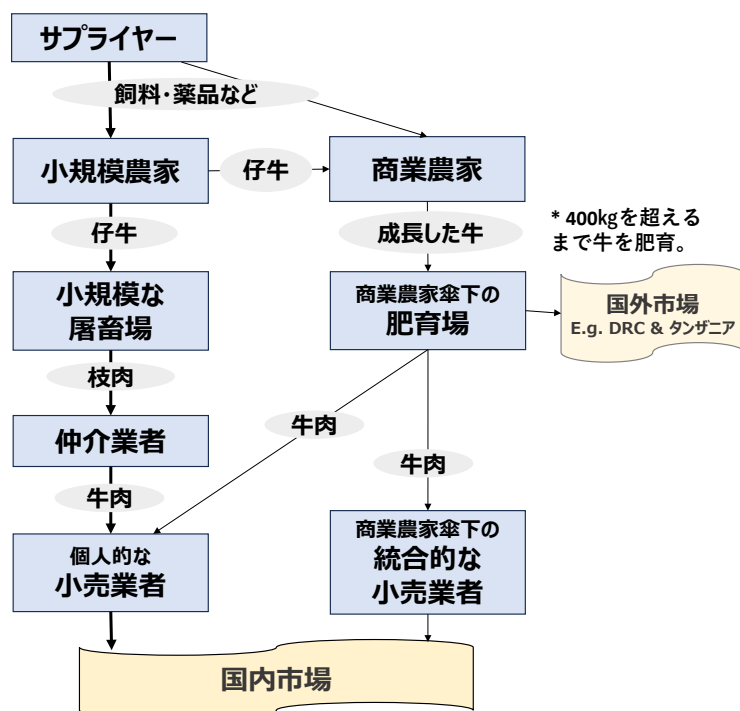 サプライヤー
飼料・薬品など
小規模農家
仔牛
商業農家
仔牛
成長した牛
* 400kgを超える
まで牛を肥育。
小規模な
屠畜場
商業農家傘下の
肥育場
国外市場
E.g. DRC & タンザニア
枝肉
仲介業者
牛肉
牛肉
牛肉
個人的な
小売業者
商業農家傘下の
統合的な
小売業者
国内市場